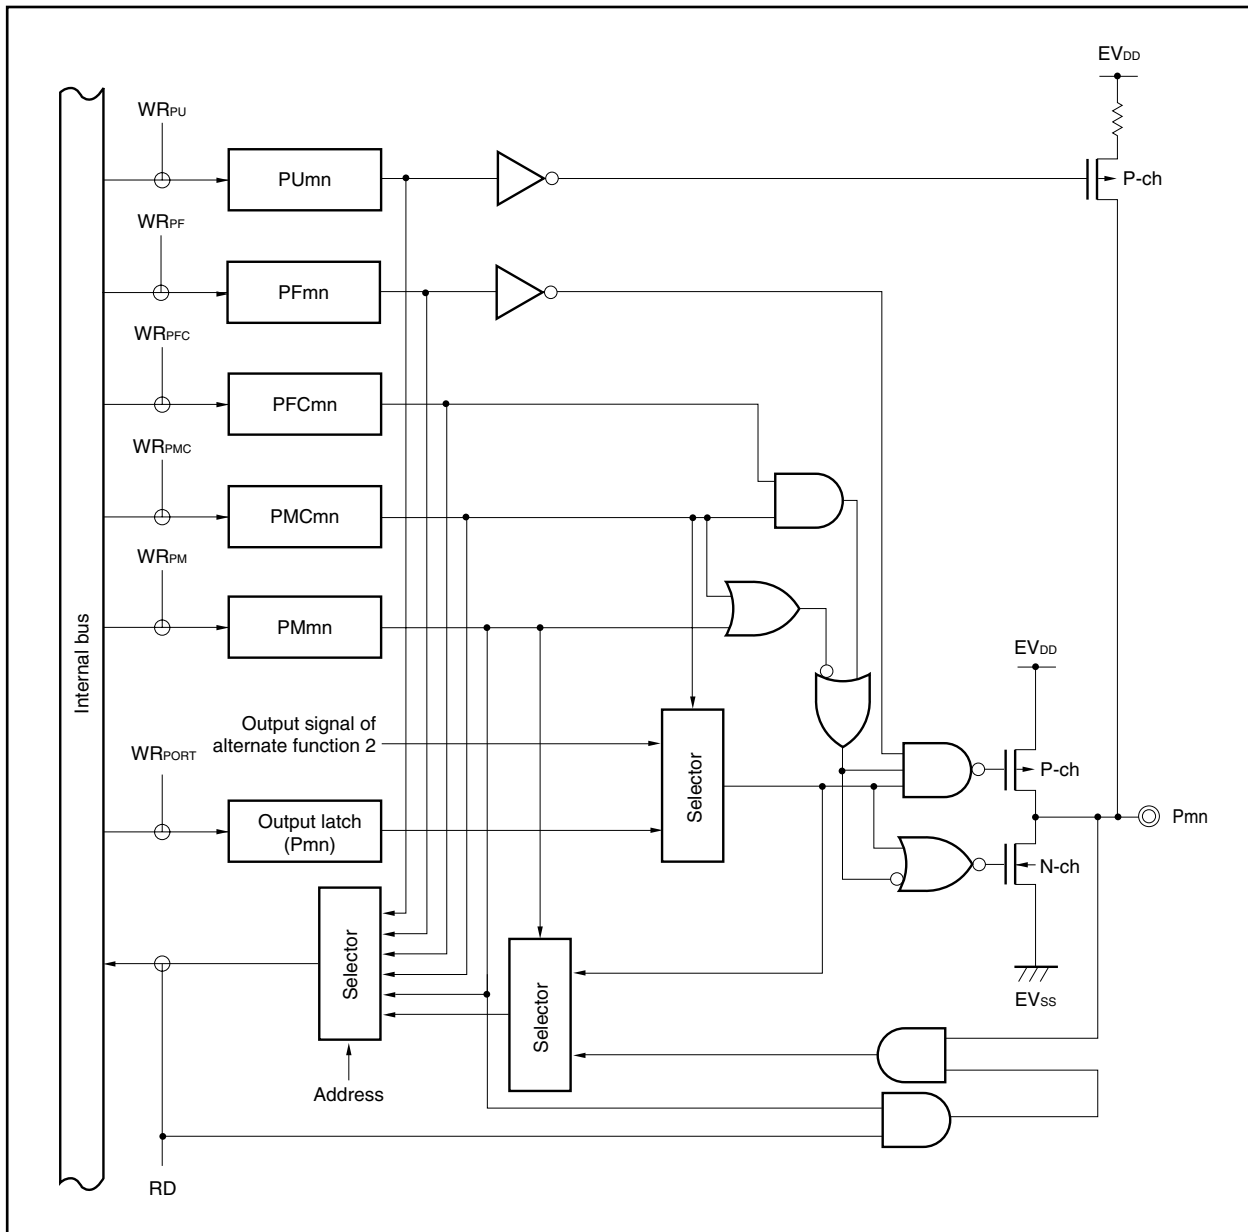 EVDD
WRPU
PUmn
P-ch
WRPF
PFmn
WRPFC
PFCmn
WRPMC
PMCmn
WRPM
PMmn
Internal bus
EVDD
Output signal of
alternate function 2
WRPORT
Selector
P-ch
Output latch
(Pmn)
Pmn
N-ch
Selector
Selector
EVSS
Address
RD